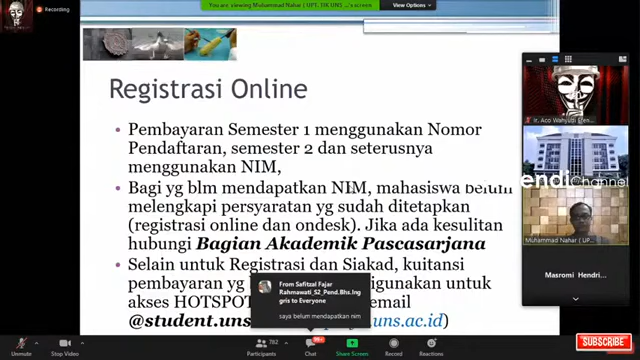 Recording
You are viewing Muhammad Nahar ( UPT. TIK UNS ...'s screen
View Options
Registrasi Online
• Pembayaran Semester 1 menggunakan Nomor
Pendaftaran, semester 2 dan seterusnya
menggunakan NIM,
• Bagi yg blm mendapatkan NIM, mahasiswa belum
melengkapi persyaratan yg sudah ditetapkan
(registrasi online dan ondesk). Jika ada kesulitan
hubungi Bagian Akademik Pascasarjana
• Selain untuk Registrasi dan Siakad, kuitansi
pembayaran yg digunakan untuk
akses HOTSPOT email
@student.uns uns.ac.id)
From Safitzal Fajar
Rahmawati_S2_Pend.Bhs.Ing
gris to Everyone
saya belum mendapatkan nim
Ir. Aco Wahyudi
endiChannel
Muhammad Nahar ( UP...
Masromi Hendri...
SUBSCRIBE
Unmute
Stop Video
782
Participants
99+
Chat
Share Screen
Record
Reactions